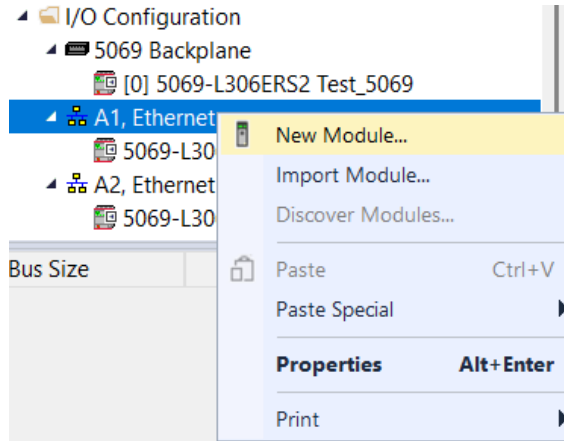 I/O Configuration
5069 Backplane
[0] 5069-L306ERS2 Test_5069
A1, Ethernet
New Module...
5069-L30
Import Module...
A2, Ethernet
5069-L30
Discover Modules...
Bus Size
Paste Ctrl+V
Paste Special
Properties Alt+Enter
Print